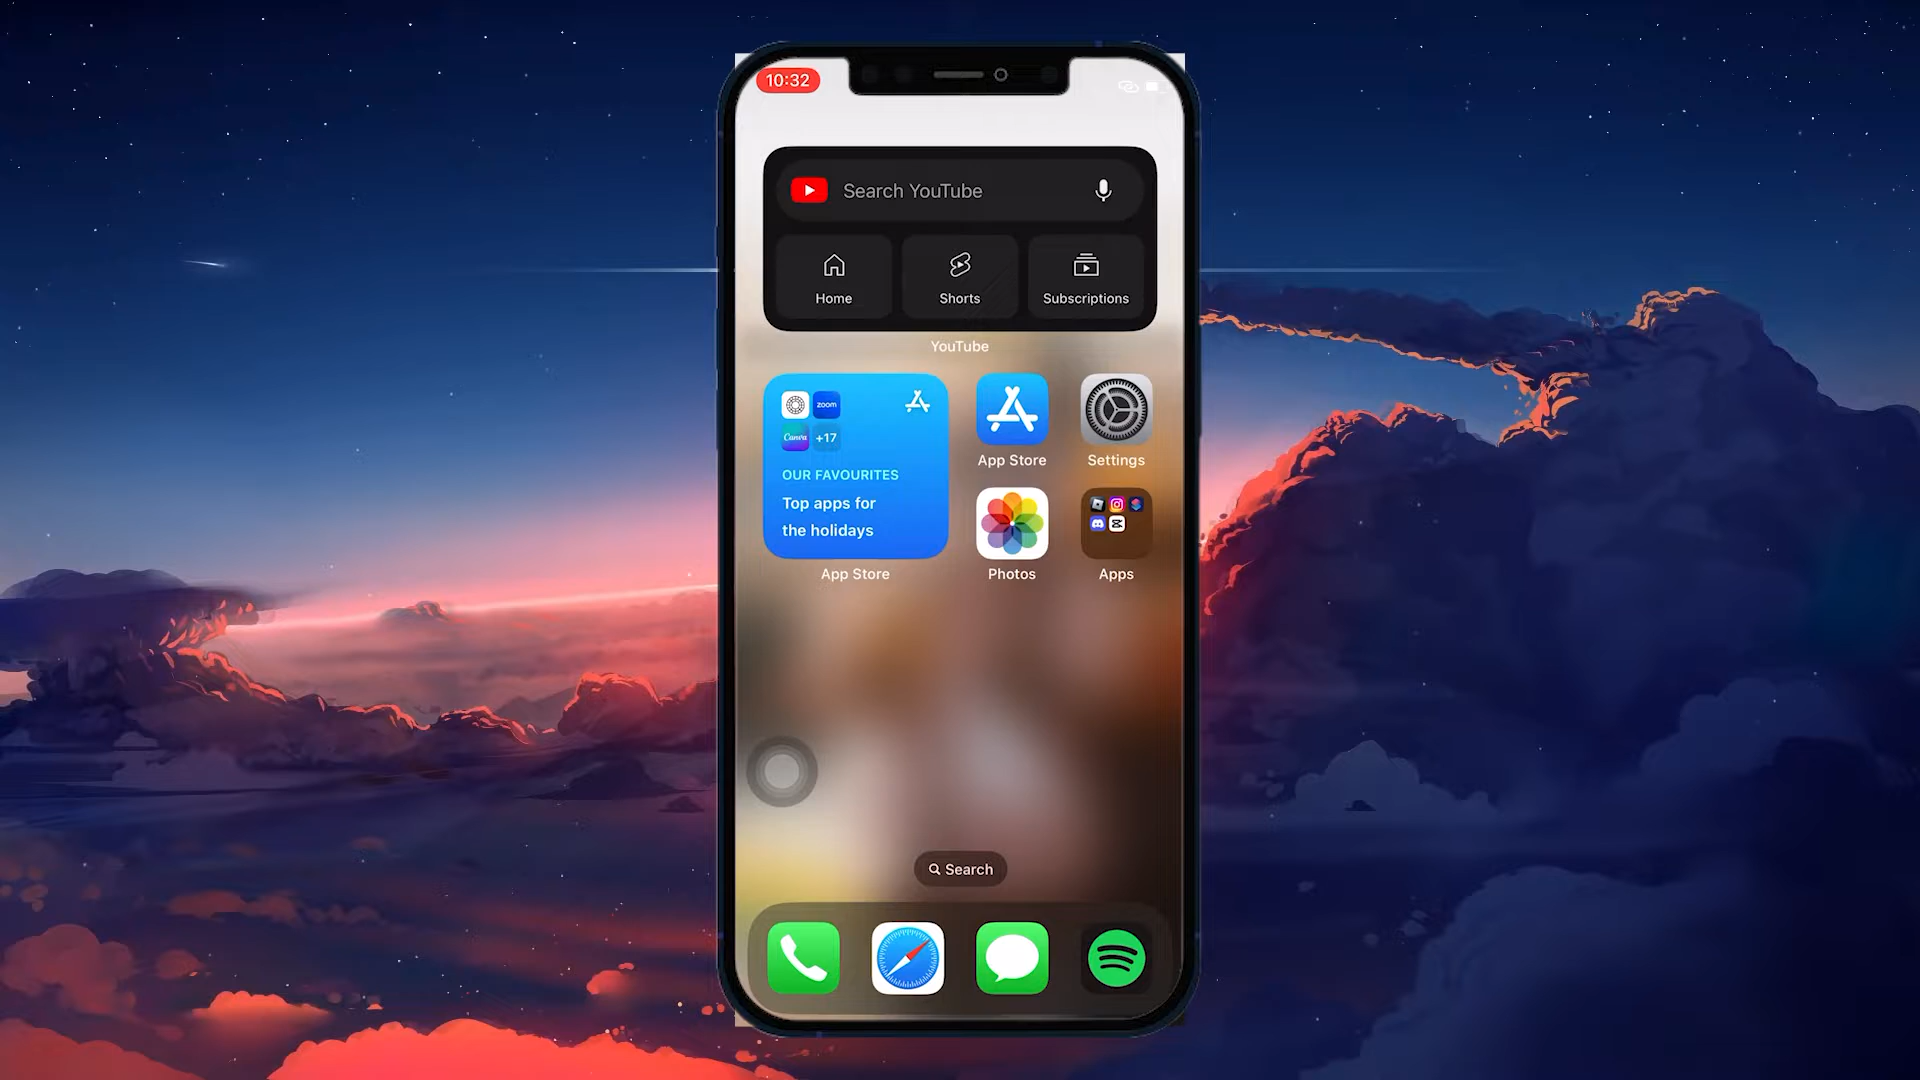 10:32
Search YouTube
Home
Shorts
Subscriptions
YouTube
zoom
Canva
+17
OUR FAVOURITES
Top apps for
the holidays
App Store
App Store
Settings
Photos
Apps
Search